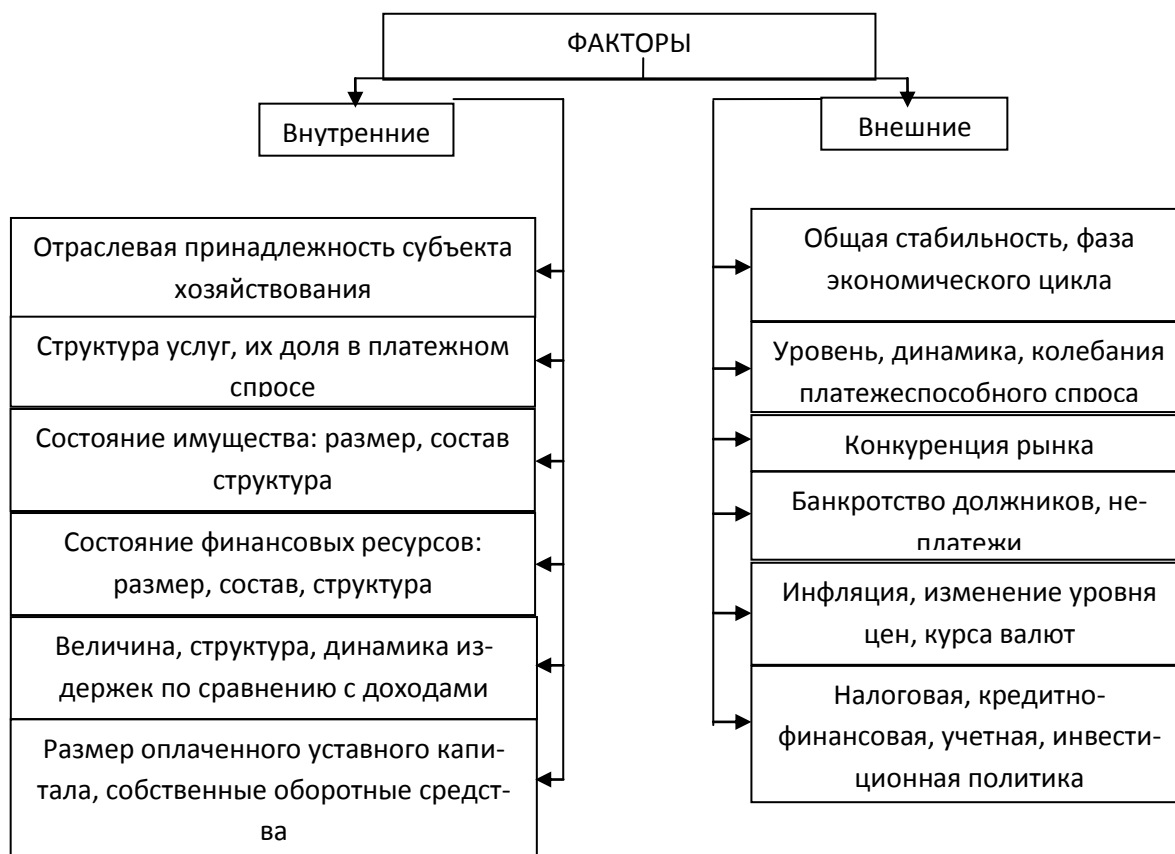 ФАКТОРЫ
Внутренние
Внешние
Отраслевая принадлежность субъекта
хозяйствования
Структура услуг, их доля в платежном
спросе
Состояние имущества: размер, состав
структура
Состояние финансовых ресурсов:
размер, состав, структура
Величина, структура, динамика из-
держек по сравнению с доходами
Размер оплаченного уставного капи-
тала, собственные оборотные средст-
ва
Общая стабильность, фаза
экономического цикла
Уровень, динамика, колебания
платежеспособного спроса
Конкуренция рынка
Банкротство должников, не-
платежи
Инфляция, изменение уровня
цен, курса валют
Налоговая, кредитно-
финансовая, учетная, инвести-
ционная политика